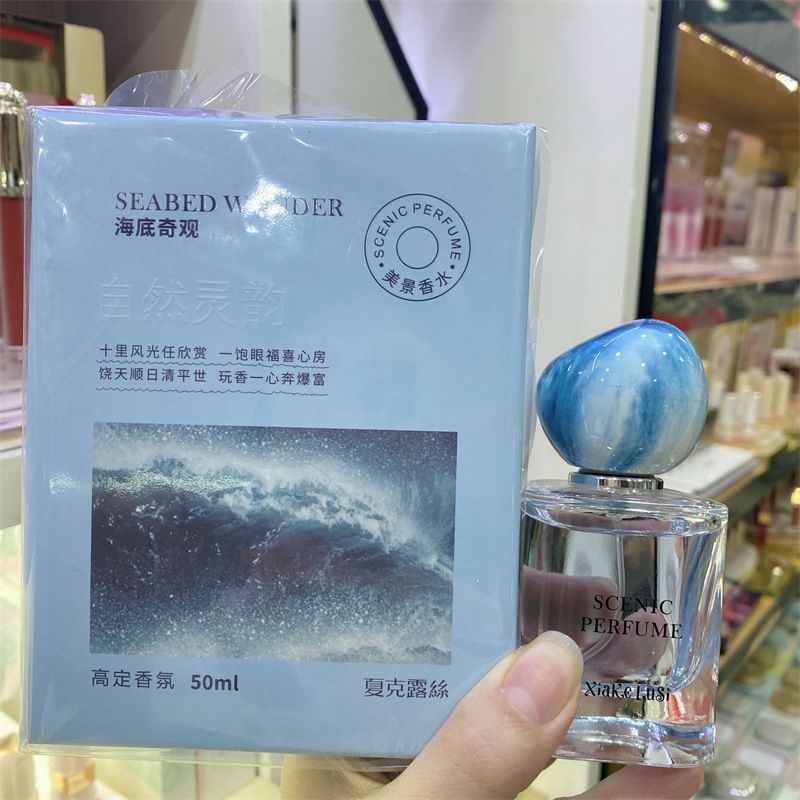 SEABED WONDER
海底奇观
SCENIC PERFUME
美景香水
自然灵韵
十里风光任欣赏 一饱眼福喜心房
饶天顺日清平世 玩香一心奔爆富
高定香氛 50ml
夏克露絲
SCENIC
PERFUME
XiaKeLuSi